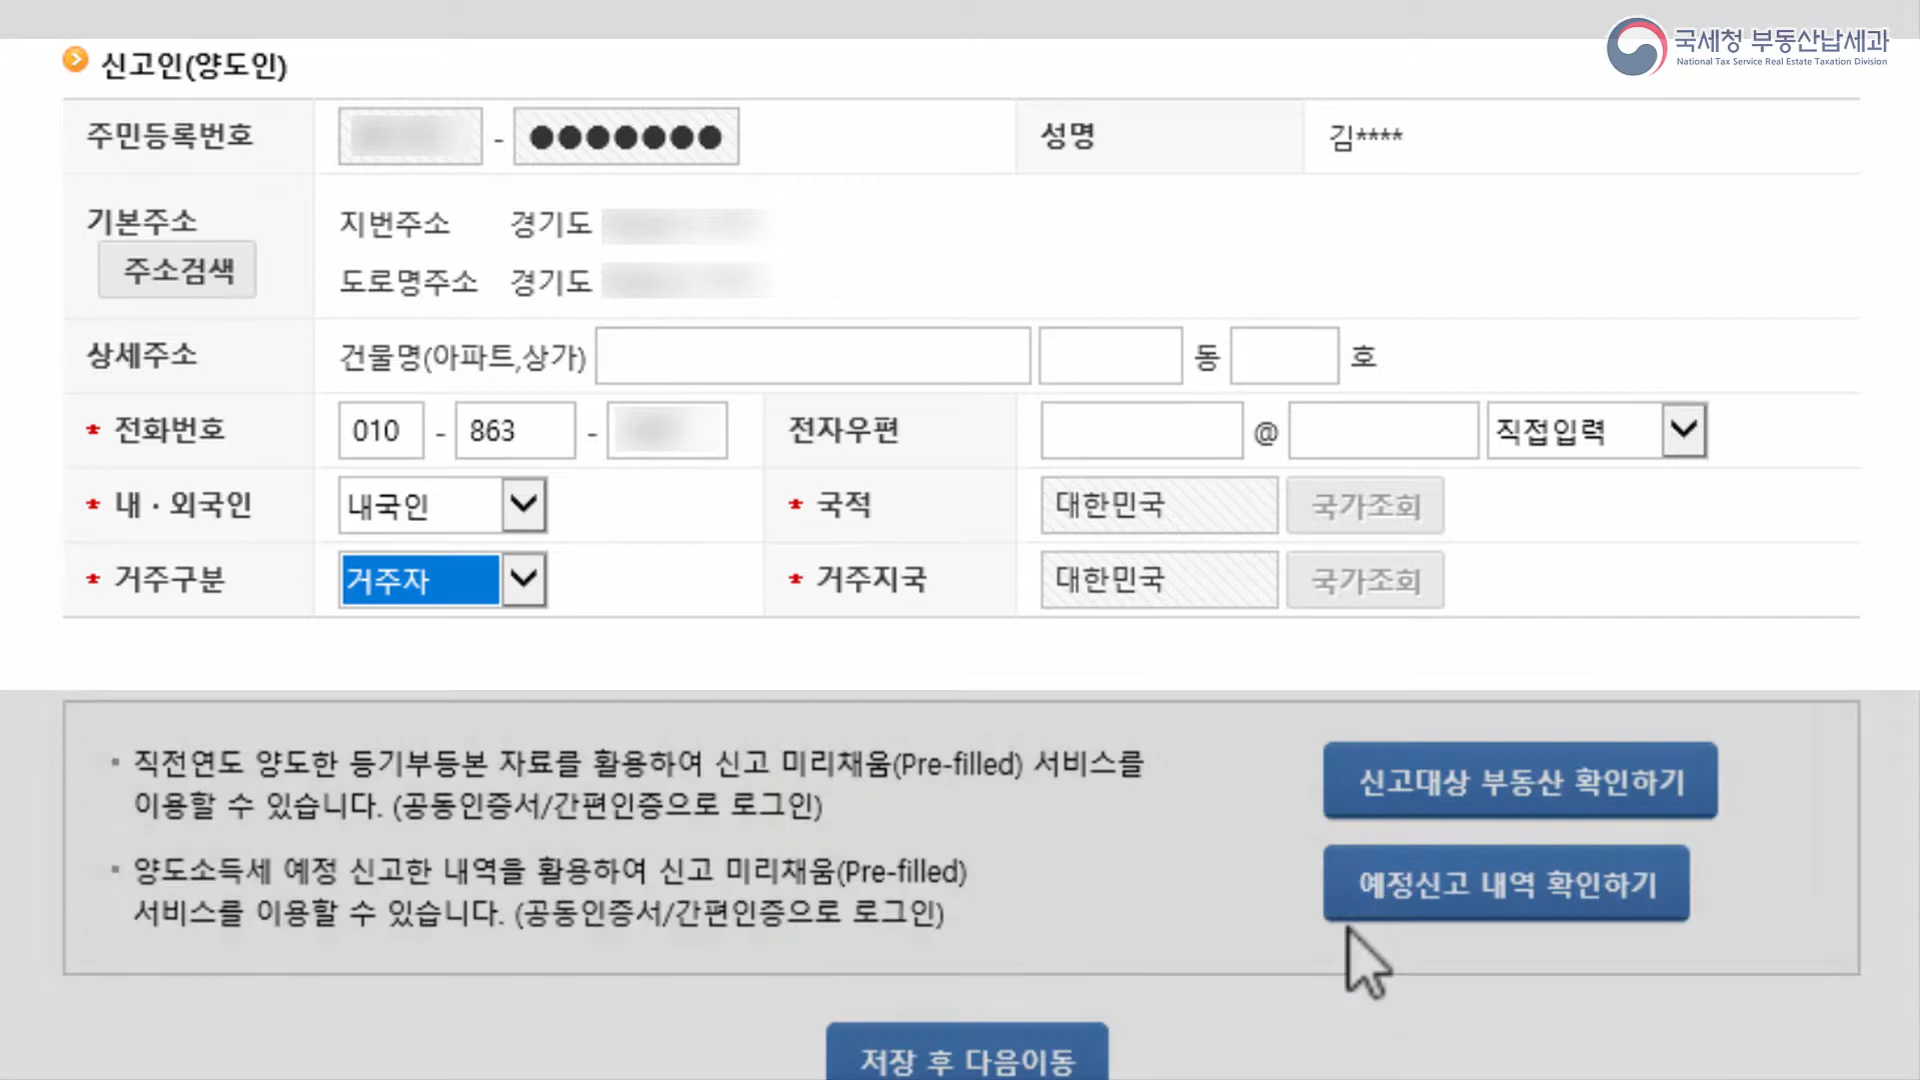 국세청 부동산납세과
National Tax Service Real Estate Taxation Division
신고인(양도인)
주민등록번호 - ●●●●●●● 성명 김****
기본주소 지번주소 경기도
주소검색 도로명주소 경기도
상세주소 건물명(아파트,상가) 동 호
* 전화번호 010 - 863 - 전자우편 @ 직접입력
* 내 · 외국인 내국인 * 국적 대한민국 국가조회
* 거주구분 거주자 * 거주지국 대한민국 국가조회
직전연도 양도한 등기부등본 자료를 활용하여 신고 미리채움(Pre-filled) 서비스를
이용할 수 있습니다. (공동인증서/간편인증으로 로그인)
신고대상 부동산 확인하기
양도소득세 예정 신고한 내역을 활용하여 신고 미리채움(Pre-filled)
서비스를 이용할 수 있습니다. (공동인증서/간편인증으로 로그인)
예정신고 내역 확인하기
저장 후 다음이동